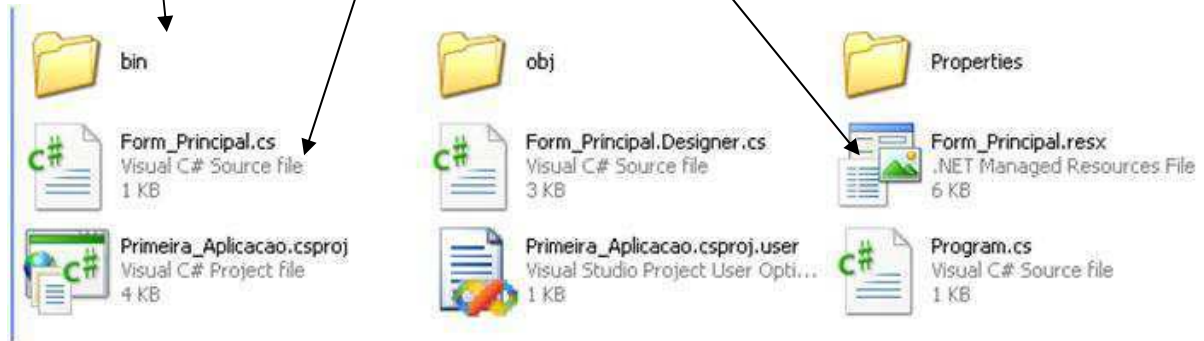 bin
obj
Properties
Form_Principal.cs
Visual C# Source file
1 KB
Form_Principal.Designer.cs
Visual C# Source file
3 KB
Form_Principal.resx
.NET Managed Resources File
6 KB
Primeira_Aplicacao.csproj
Visual C# Project file
4 KB
Primeira_Aplicacao.csproj.user
Visual Studio Project User Opti...
1 KB
Program.cs
Visual C# Source file
1 KB